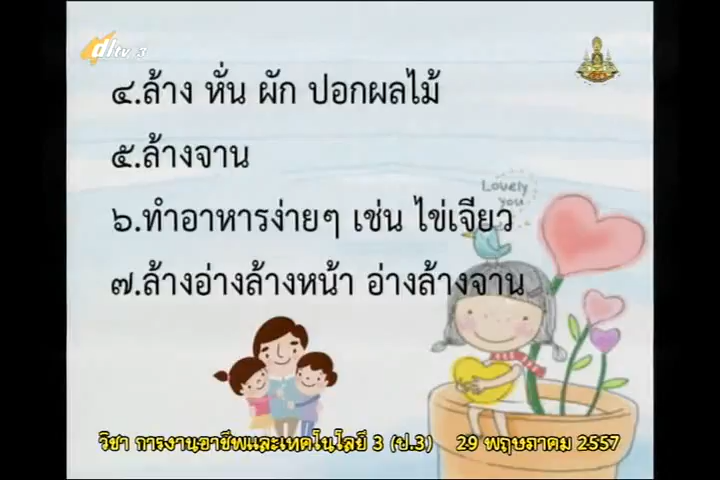 dltv 3
๔.ล้าง หั่น ผัก ปอกผลไม้
๕.ล้างจาน
Lovely
you
๖.ทำอาหารง่ายๆ เช่น ไข่เจียว
๗.ล้างอ่างล้างหน้า อ่างล้างจาน
วิชา การงานอาชีพและเทคโนโลยี 3 (ป.3) 29 พฤษภาคม 2557